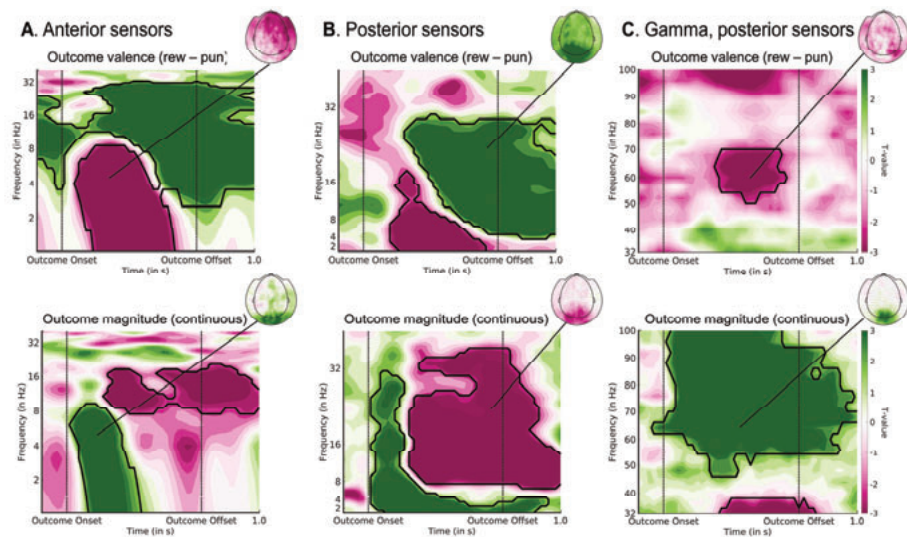 A. Anterior sensors
B. Posterior sensors
C. Gamma, posterior sensors
Outcome valence (rew – pun)
Outcome valence (rew – pun)
Outcome valence (rew – pun)
Frequency (in Hz)
32
16
8
4
2
Outcome Onset
Outcome Offset
1.0
Time (in s)
Frequency (in Hz)
32
16
8
4
2
Outcome Onset
Outcome Offset
1.0
Time (in s)
Frequency (in Hz)
100
90
80
70
60
50
40
32
Outcome Onset
Outcome Offset
1.0
Time (in s)
3
2
1
0
-1
-2
-3
T-value
Outcome magnitude (continuous)
Outcome magnitude (continuous)
Outcome magnitude (continuous)
Frequency (in Hz)
32
16
8
4
2
Outcome Onset
Outcome Offset
1.0
Time (in s)
Frequency (in Hz)
32
16
8
4
2
Outcome Onset
Outcome Offset
1.0
Time (in s)
Frequency (in Hz)
100
90
80
70
60
50
40
32
Outcome Onset
Outcome Offset
1.0
Time (in s)
3
2
1
0
-1
-2
-3
T-value